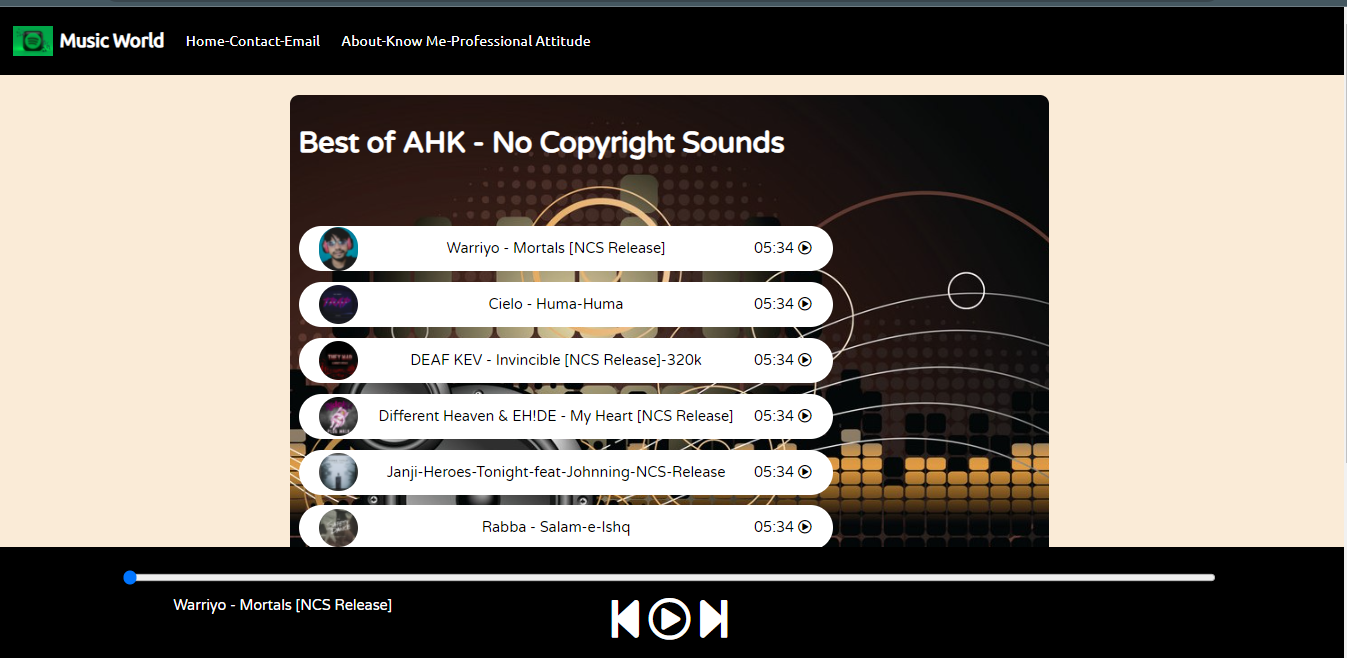 Music World Home-Contact-Email About-Know Me-Professional Attitude
Best of AHK - No Copyright Sounds
Warriyo - Mortals [NCS Release] 05:34
Cielo - Huma-Huma 05:34
DEAF KEV - Invincible [NCS Release]-320k 05:34
Different Heaven & EH!DE - My Heart [NCS Release] 05:34
Janji-Heroes-Tonight-feat-Johnning-NCS-Release 05:34
Rabba - Salam-e-Ishq 05:34
Warriyo - Mortals [NCS Release]